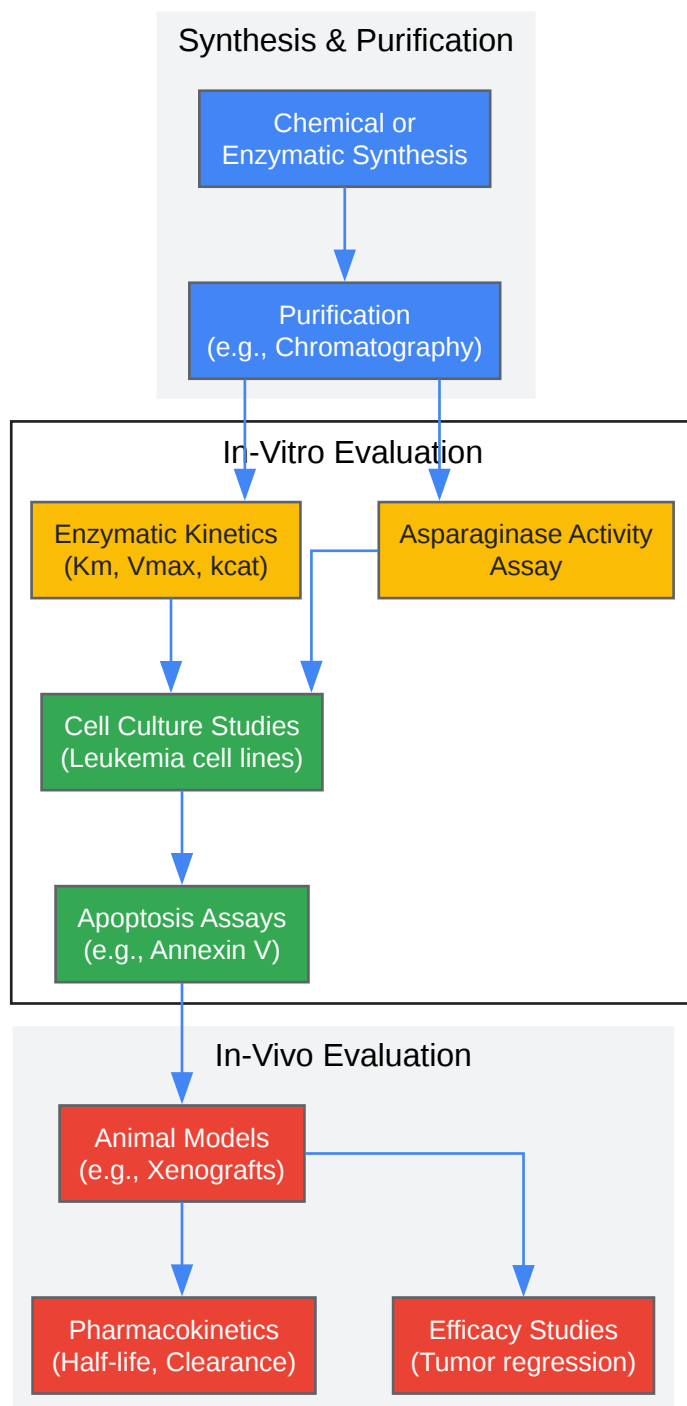 Synthesis & Purification
Chemical or
Enzymatic Synthesis
Purification
(e.g., Chromatography)
In-Vitro Evaluation
Enzymatic Kinetics
(Km, Vmax, kcat)
Asparaginase Activity
Assay
Cell Culture Studies
(Leukemia cell lines)
Apoptosis Assays
(e.g., Annexin V)
In-Vivo Evaluation
Animal Models
(e.g., Xenografts)
Pharmacokinetics
(Half-life, Clearance)
Efficacy Studies
(Tumor regression)